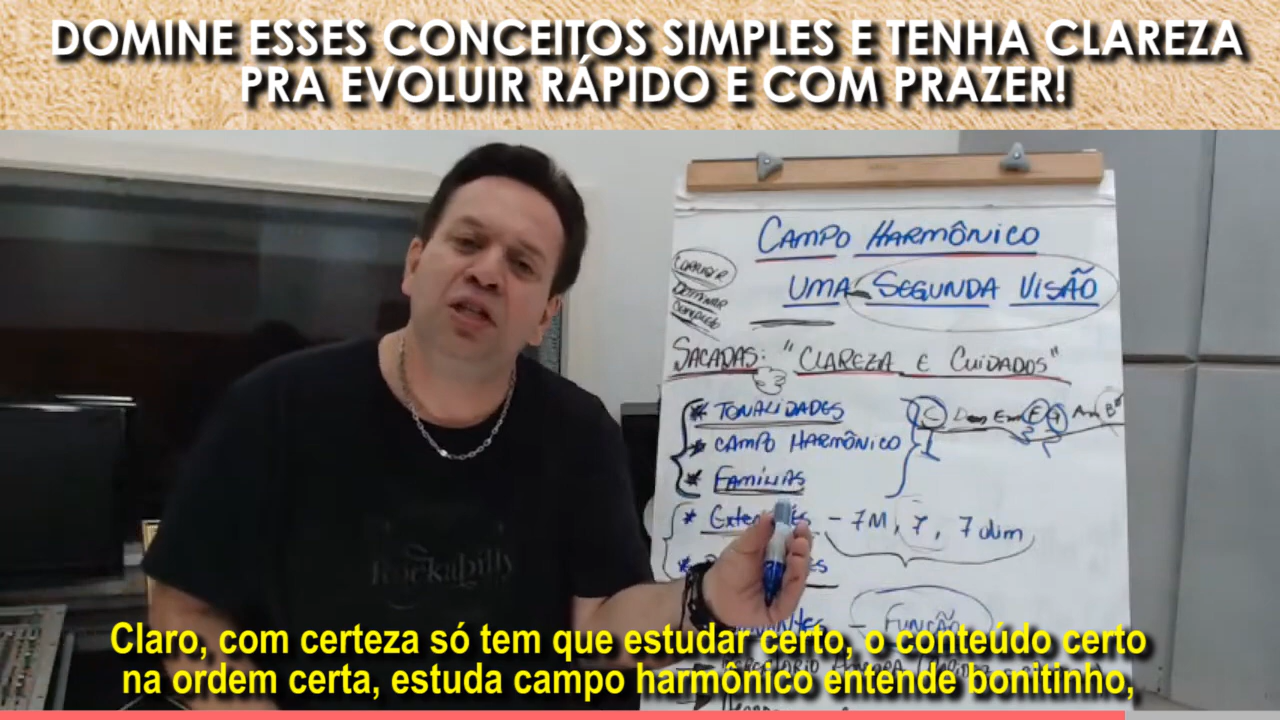 DOMINE ESSES CONCEITOS SIMPLES E TENHA CLAREZA
PRA EVOLUIR RÁPIDO E COM PRAZER!
CAMPO HARMÔNICO
UMA SEGUNDA VISÃO
DOMINAR
SACADAS: "CLAREZA E CUIDADOS"
* TONALIDADES
* CAMPO HARMÔNICO
* FAMÍLIAS
- 7M, 7, 7 dim
- FUNÇÃO
Rockabilly
Claro, com certeza só tem que estudar certo, o conteúdo certo
na ordem certa, estuda campo harmônico entende bonitinho,